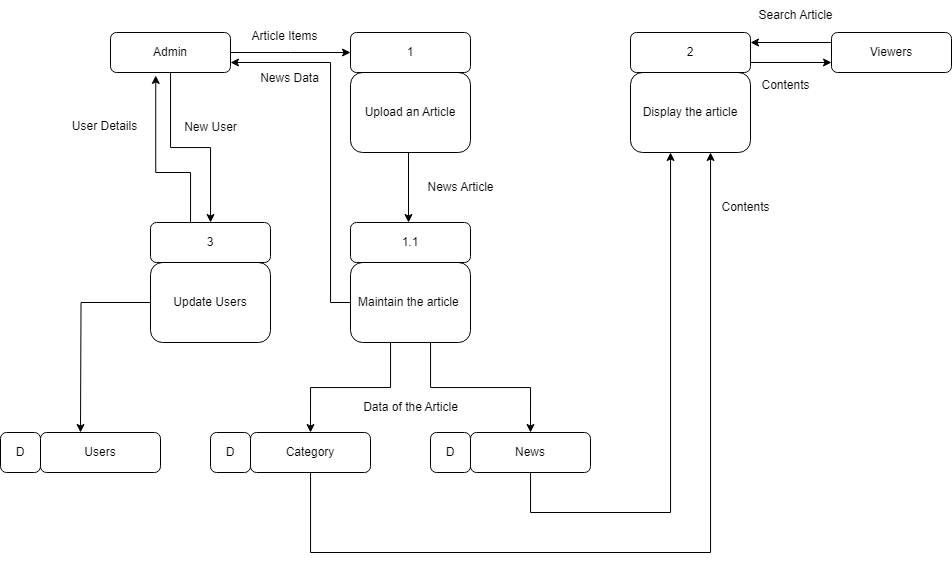 Search Article
Article Items
Admin
1
2
Viewers
News Data
Contents
Upload an Article
Display the article
User Details
New User
News Article
Contents
3
1.1
Update Users
Maintain the article
Data of the Article
D
Users
D
Category
D
News